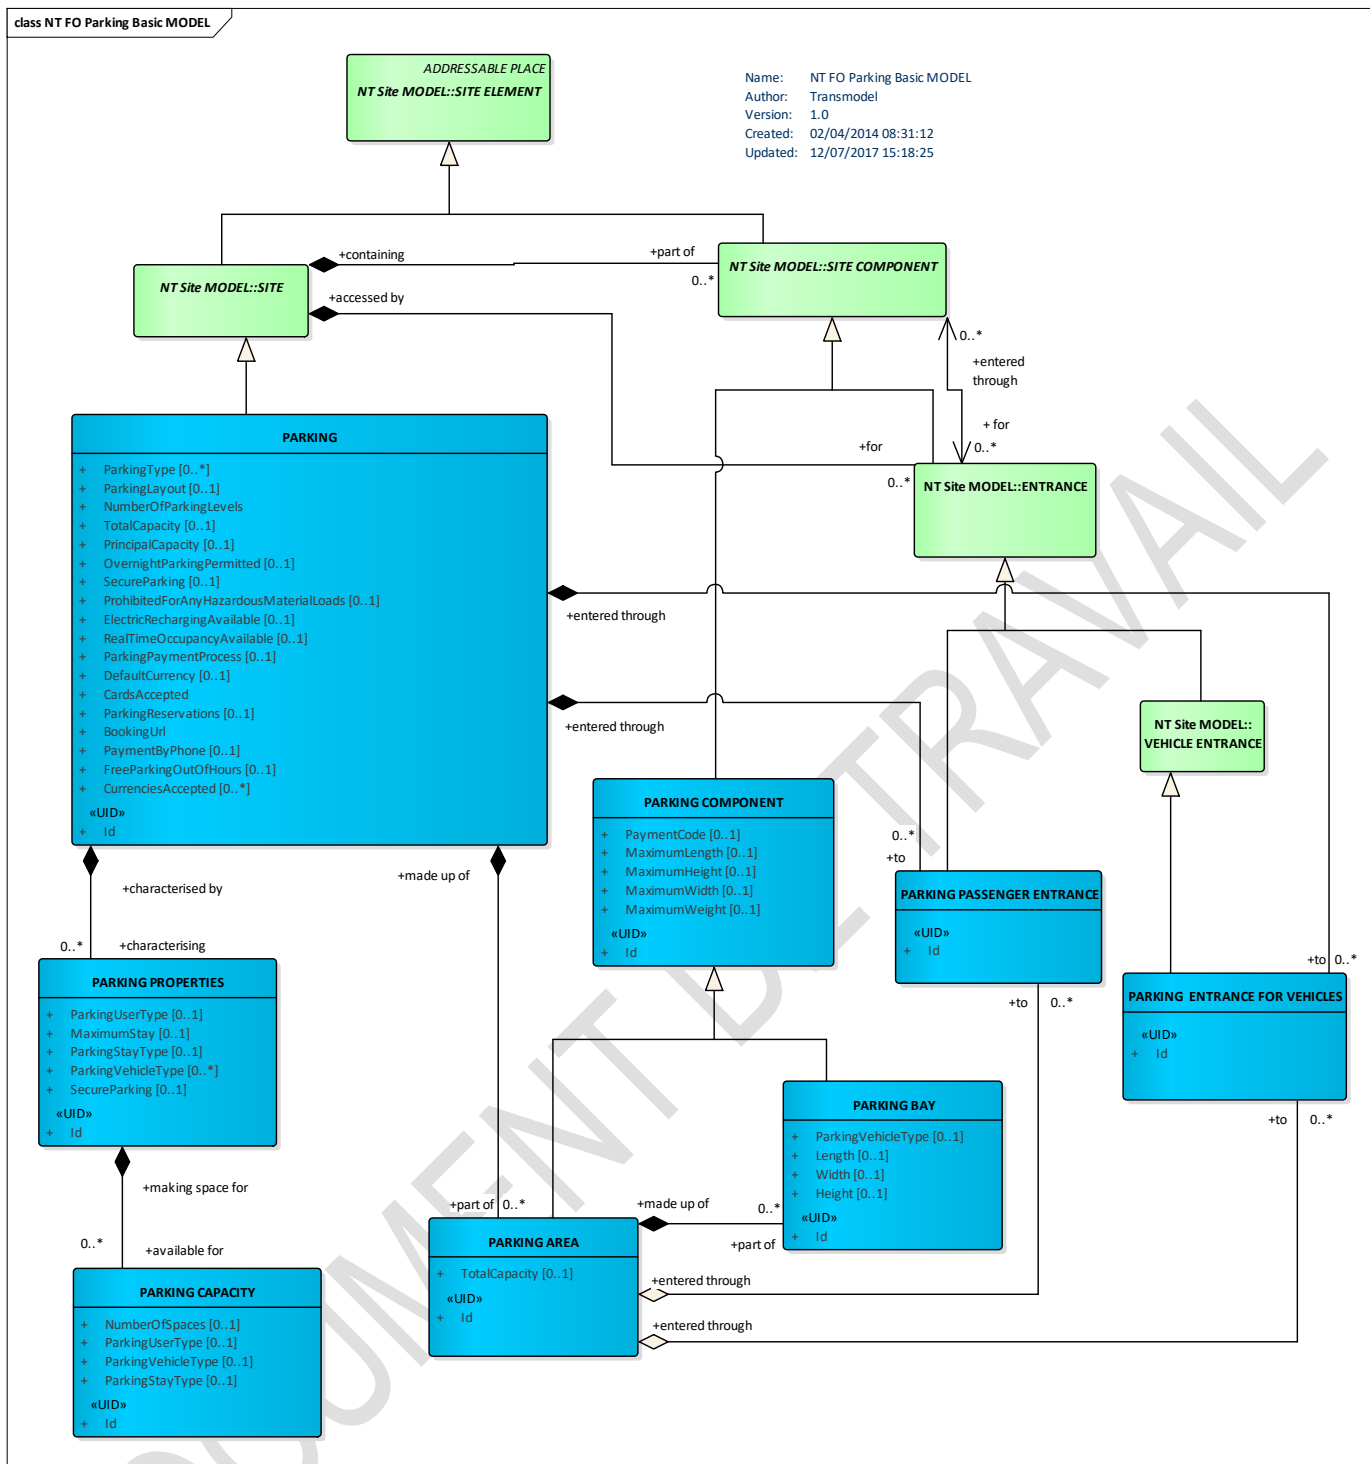 class NT FO Parking Basic MODEL
ADDRESSABLE PLACE
NT Site MODEL::SITE ELEMENT
Name: NT FO Parking Basic MODEL
Author: Transmodel
Version: 1.0
Created: 02/04/2014 08:31:12
Updated: 12/07/2017 15:18:25
+containing
+part of
0..*
NT Site MODEL::SITE
NT Site MODEL::SITE COMPONENT
+accessed by
0..*
+entered
through
+ for
0..*
+for
0..*
NT Site MODEL::ENTRANCE
PARKING
+ ParkingType [0..*]
+ ParkingLayout [0..1]
+ NumberOfParkingLevels
+ TotalCapacity [0..1]
+ PrincipalCapacity [0..1]
+ OvernightParkingPermitted [0..1]
+ SecureParking [0..1]
+ ProhibitedForAnyHazardousMaterialLoads [0..1]
+ ElectricRechargingAvailable [0..1]
+ RealTimeOccupancyAvailable [0..1]
+ ParkingPaymentProcess [0..1]
+ DefaultCurrency [0..1]
+ CardsAccepted
+ ParkingReservations [0..1]
+ BookingUrl
+ PaymentByPhone [0..1]
+ FreeParkingOutOfHours [0..1]
+ CurrenciesAccepted [0..*]
«UID»
+ Id
+entered through
+entered through
NT Site MODEL::
VEHICLE ENTRANCE
PARKING COMPONENT
+ PaymentCode [0..1]
+ MaximumLength [0..1]
+ MaximumHeight [0..1]
+ MaximumWidth [0..1]
+ MaximumWeight [0..1]
«UID»
+ Id
0..*
+to
PARKING PASSENGER ENTRANCE
«UID»
+ Id
+to 0..*
+to 0..*
PARKING ENTRANCE FOR VEHICLES
«UID»
+ Id
+to 0..*
+characterised by
+made up of
0..* +characterising
PARKING PROPERTIES
+ ParkingUserType [0..1]
+ MaximumStay [0..1]
+ ParkingStayType [0..1]
+ ParkingVehicleType [0..*]
+ SecureParking [0..1]
«UID»
+ Id
+making space for
0..*
+available for
PARKING CAPACITY
+ NumberOfSpaces [0..1]
+ ParkingUserType [0..1]
+ ParkingVehicleType [0..1]
+ ParkingStayType [0..1]
«UID»
+ Id
PARKING BAY
+ ParkingVehicleType [0..1]
+ Length [0..1]
+ Width [0..1]
+ Height [0..1]
«UID»
+ Id
+part of 0..*
+made up of
0..*
+part of
PARKING AREA
+ TotalCapacity [0..1]
«UID»
+ Id
+entered through
+entered through
DOCUMENT DE TRAVAIL